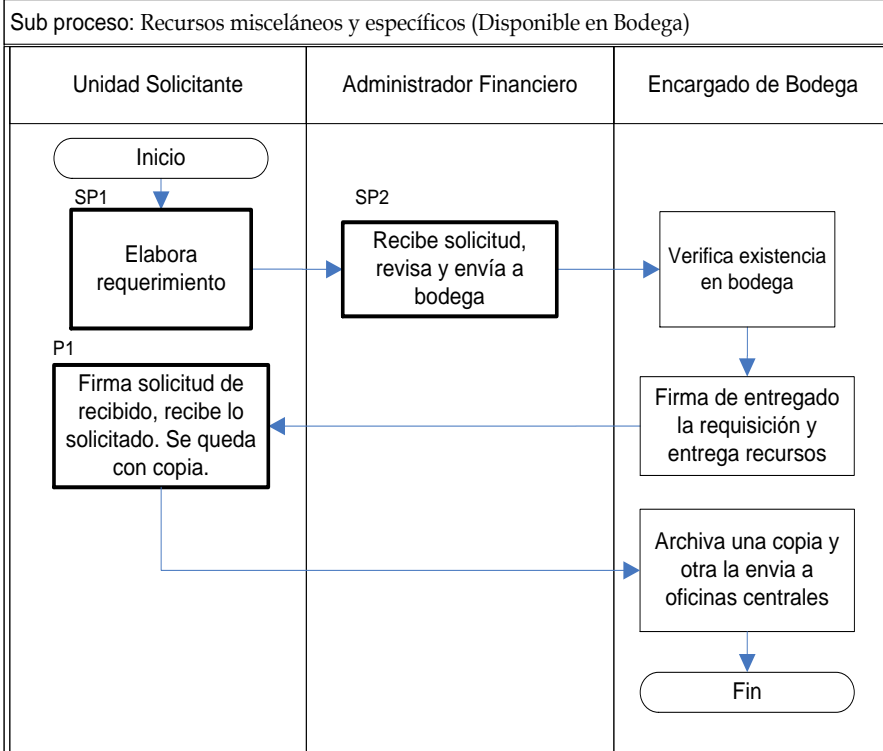 Sub proceso: Recursos misceláneos y específicos (Disponible en Bodega)
Unidad Solicitante
Administrador Financiero
Encargado de Bodega
Inicio
SP1
Elabora
requerimiento
SP2
Recibe solicitud,
revisa y envía a
bodega
Verifica existencia
en bodega
P1
Firma solicitud de
recibido, recibe lo
solicitado. Se queda
con copia.
Firma de entregado
la requisición y
entrega recursos
Archiva una copia y
otra la envia a
oficinas centrales
Fin